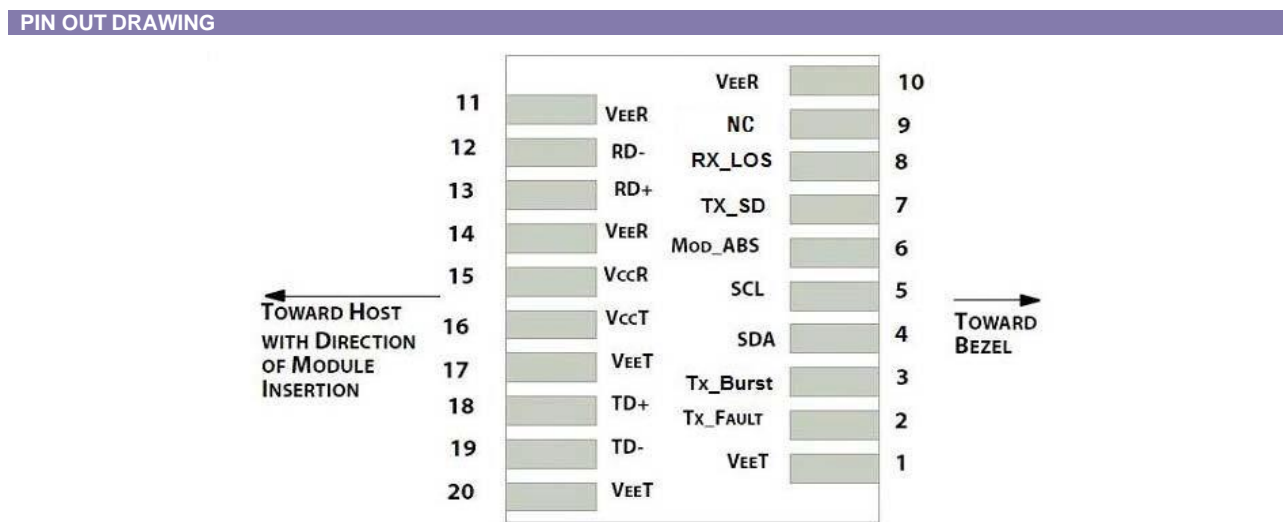 PIN OUT DRAWING
11 VEER
12 RD-
13 RD+
14 VEER
15 VccR
16 VccT
17 VEET
18 TD+
19 TD-
20 VEET
VEER 10
NC 9
RX_LOS 8
TX_SD 7
MOD_ABS 6
SCL 5
SDA 4
Tx_Burst 3
TX_FAULT 2
VEET 1
TOWARD HOST
WITH DIRECTION
OF MODULE
INSERTION
TOWARD
BEZEL